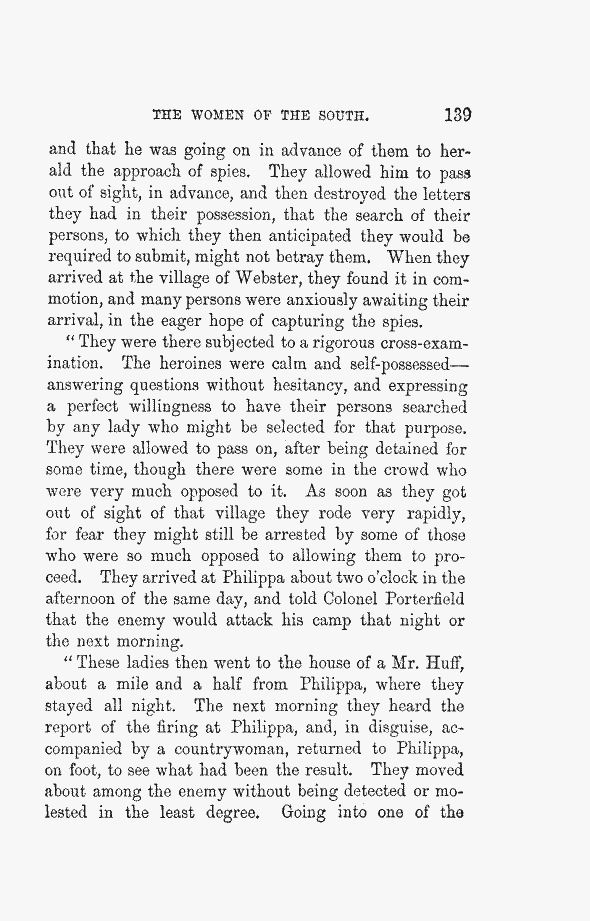 THE WOMEN OF THE SOUTH. 139
and that he was going on in advance of them to her-
ald the approach of spies. They allowed him to pass
out of sight, in advance, and then destroyed the letters
they had in their possession, that the search of their
persons, to which they then anticipated they would be
required to submit, might not betray them. When they
arrived at the village of Webster, they found it in com-
motion, and many persons were anxiously awaiting their
arrival, in the eager hope of capturing the spies.
“They were there subjected to a rigorous cross-exam-
ination. The heroines were calm and self-possessed—
answering questions without hesitancy, and expressing
a perfect willingness to have their persons searched
by any lady who might be selected for that purpose.
They were allowed to pass on, after being detained for
some time, though there were some in the crowd who
were very much opposed to it. As soon as they got
out of sight of that village they rode very rapidly,
for fear they might still be arrested by some of those
who were so much opposed to allowing them to pro-
ceed. They arrived at Philippa about two o'clock in the
afternoon of the same day, and told Colonel Porterfield
that the enemy would attack his camp that night or
the next morning.
“These ladies then went to the house of a Mr. Huff,
about a mile and a half from Philippa, where they
stayed all night. The next morning they heard the
report of the firing at Philippa, and, in disguise, ac-
companied by a countrywoman, returned to Philippa,
on foot, to see what had been the result. They moved
about among the enemy without being detected or mo-
lested in the least degree. Going into one of the